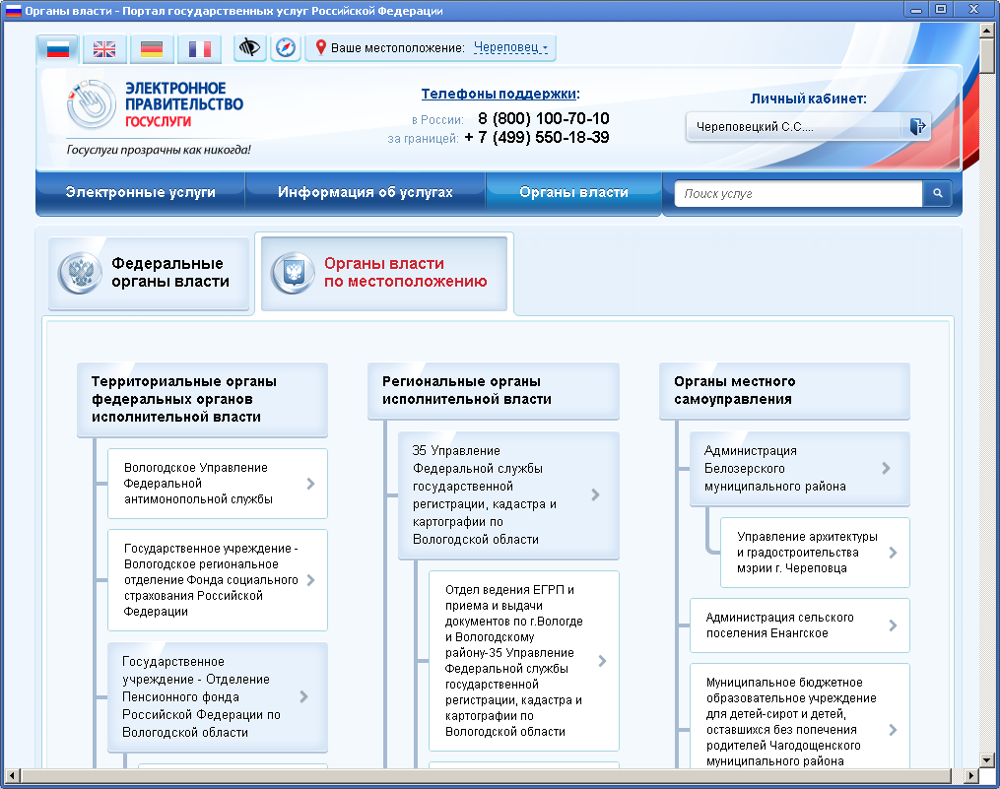 Органы власти - Портал государственных услуг Российской Федерации
Ваше местоположение: Череповец
ЭЛЕКТРОННОЕ
ПРАВИТЕЛЬСТВО
ГОСУСЛУГИ
Госуслуги прозрачны как никогда!
Телефоны поддержки:
в России: 8 (800) 100-70-10
за границей: + 7 (499) 550-18-39
Личный кабинет:
Череповецкий С.С....
Электронные услуги
Информация об услугах
Органы власти
Поиск услуг
Федеральные
органы власти
Органы власти
по местоположению
Территориальные органы
федеральных органов
исполнительной власти
Вологодское Управление
Федеральной
антимонопольной службы
Государственное учреждение -
Вологодское региональное
отделение Фонда социального
страхования Российской
Федерации
Государственное
учреждение - Отделение
Пенсионного фонда
Российской Федерации по
Вологодской области
Региональные органы
исполнительной власти
35 Управление
Федеральной службы
государственной
регистрации, кадастра и
картографии по
Вологодской области
Отдел ведения ЕГРП и
приема и выдачи
документов по г.Вологде
и Вологодскому
району-35 Управление
Федеральной службы
государственной
регистрации, кадастра и
картографии по
Вологодской области
Органы местного
самоуправления
Администрация
Белозерского
муниципального района
Управление архитектуры
и градостроительства
мэрии г. Череповца
Администрация сельского
поселения Енангское
Муниципальное бюджетное
образовательное учреждение
для детей-сирот и детей,
оставшихся без попечения
родителей Чагодощенского
муниципального района